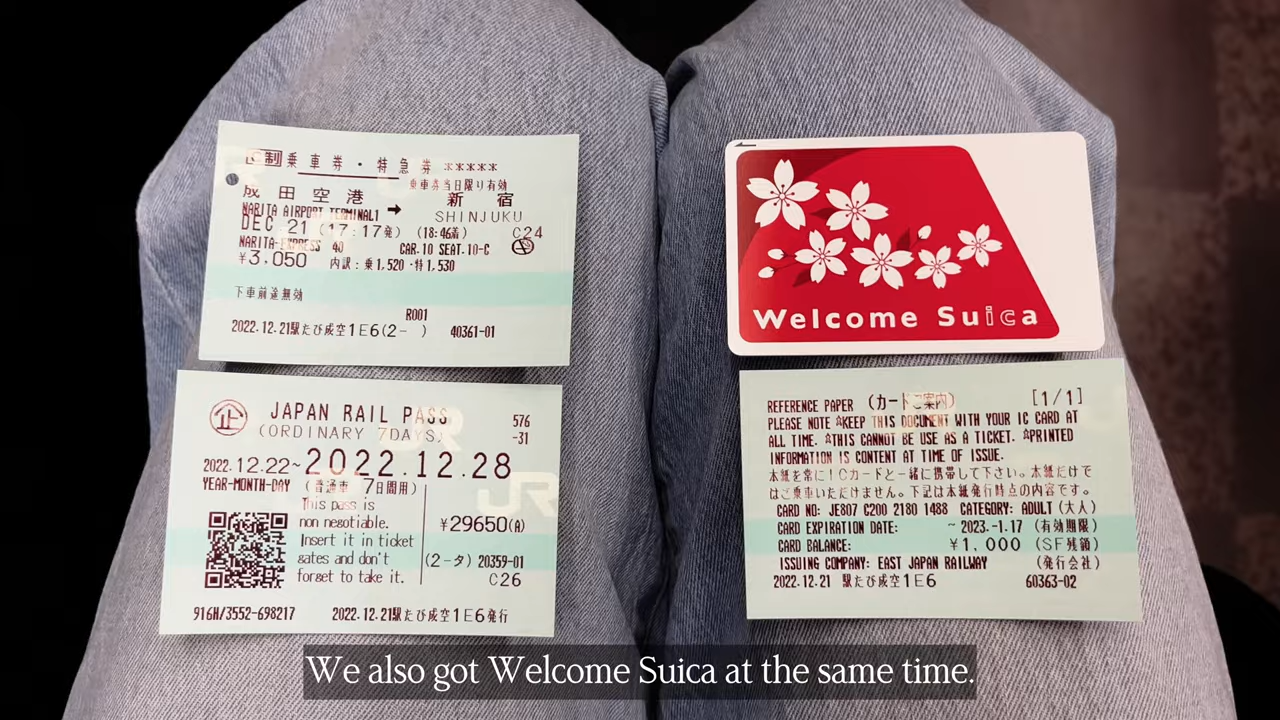 乗車券・特急券 *****
乗車券当日限り有効
成田空港 → 新宿
NARITA AIRPORT TERMINAL1 SHINJUKU
DEC 21 (17:17発) (18:46着) C24
NARITA-EXPRESS 40 CAR.10 SEAT.10-C
¥3,050 内訳:乗1,520・特1,530
下車前途無効
R001
2022.12.21駅たび成空1E6(2- ) 40361-01
企 JAPAN RAIL PASS 576
(ORDINARY 7DAYS) -31
2022.12.22~2022.12.28
YEAR-MONTH-DAY (普通車 7日間用)
This pass is
non negotiable.
Insert it in ticket
gates and don't
forget to take it.
¥29650(A)
(2-タ) 20359-01
C26
916H/3552-698217 2022.12.21駅たび成空1E6発行
Welcome Suica
REFERENCE PAPER (カードご案内) [1/1]
PLEASE NOTE ☆KEEP THIS DOCUMENT WITH YOUR IC CARD AT
ALL TIME. ☆THIS CANNOT BE USE AS A TICKET. ☆PRINTED
INFORMATION IS CONTENT AT TIME OF ISSUE.
本紙を常にICカードと一緒に携帯して下さい。本紙だけで
はご乗車いただけません。下記は本紙発行時点の内容です。
CARD NO: JE807 C200 2180 1488 CATEGORY: ADULT (大人)
CARD EXPIRATION DATE: ~ 2023.-1.17 (有効期限)
CARD BALANCE: ¥1,000 (SF残額)
ISSUING COMPANY: EAST JAPAN RAILWAY (発行会社)
2022.12.21 駅たび成空1E6 60363-02
We also got Welcome Suica at the same time.